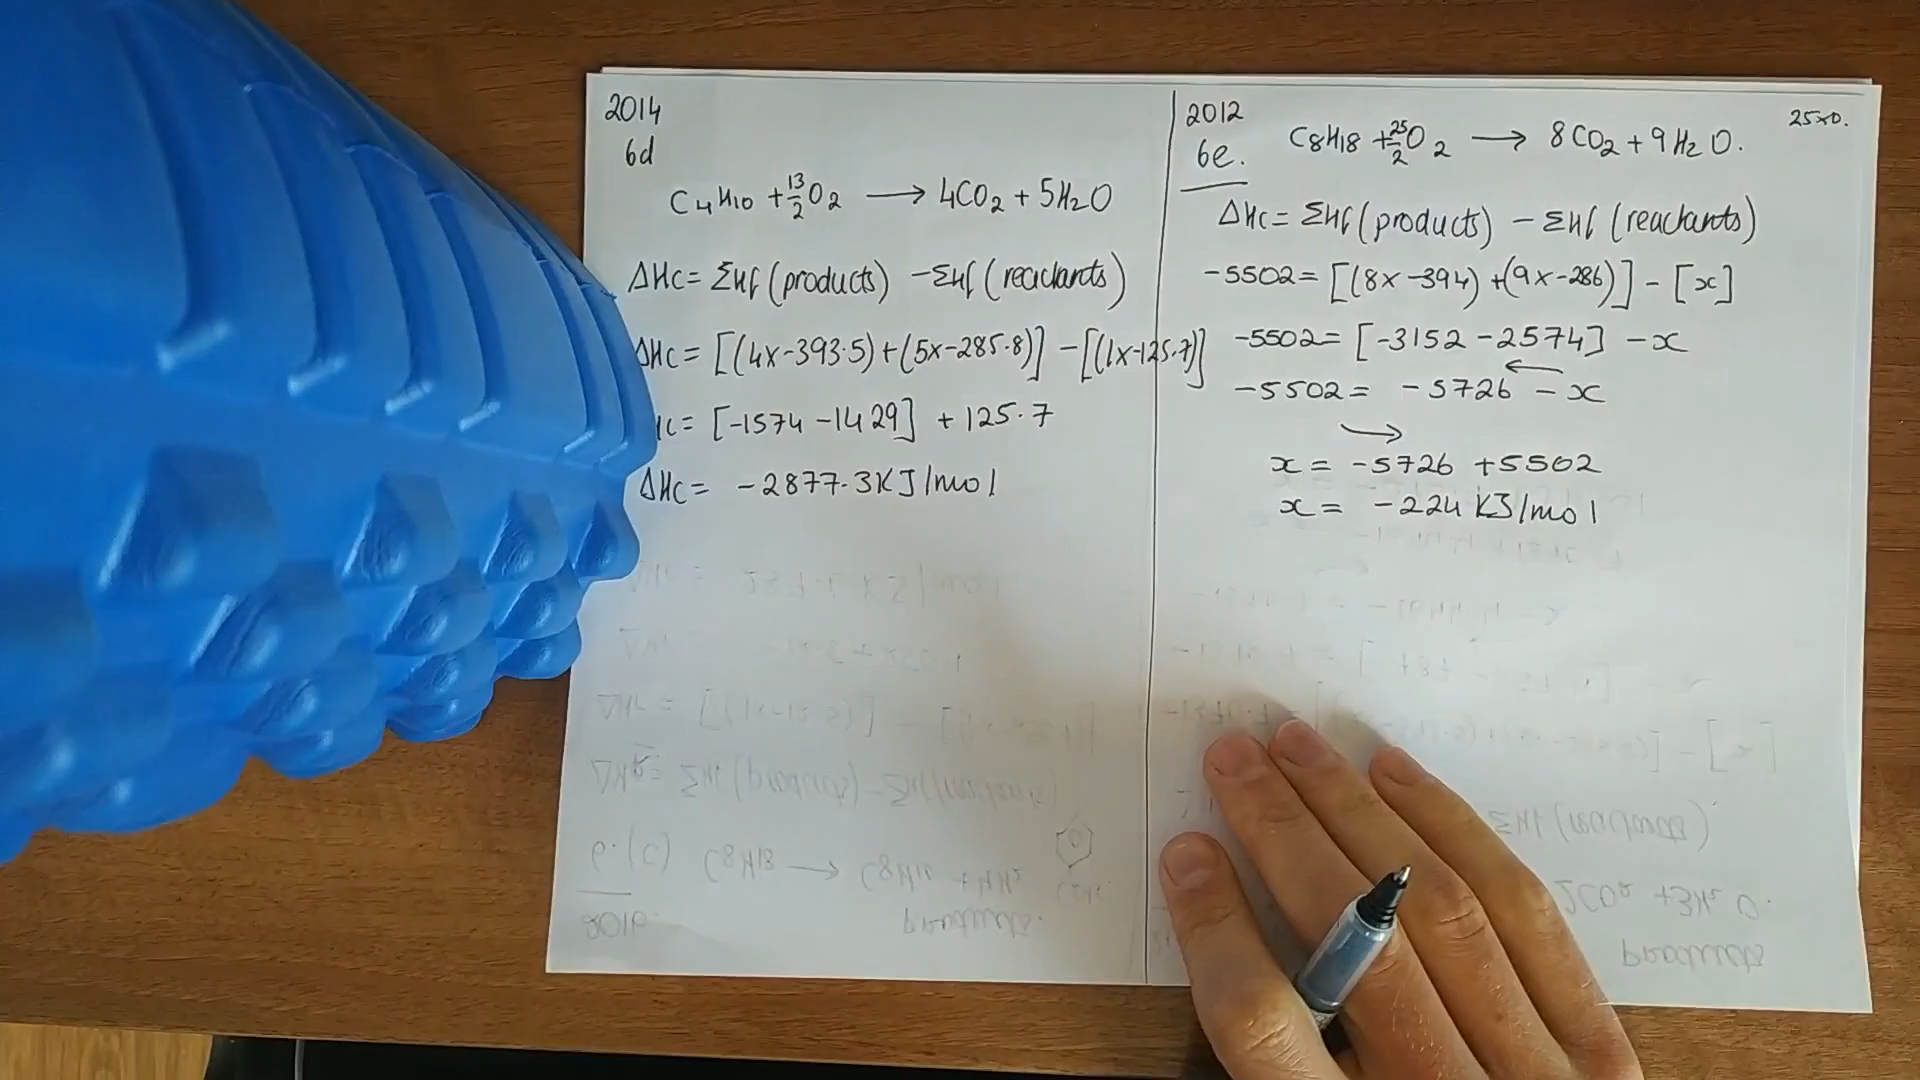 2014
6d
C4H10 + 13/2 O2 ⟶ 4CO2 + 5H2O
ΔHc = ΣHf (products) − ΣHf (reactants)
ΔHc = [(4x-393.5)+(5x-285.8)] − [(1x-125.7)]
Hc = [-1574 -1429] + 125.7
ΔHc = -2877.3KJ/mol
2012
6e.
25x0.
C8H18 + 25/2 O2 ⟶ 8CO2 + 9H2O.
ΔHc = ΣHf (products) − ΣHf (reactants)
-5502 = [(8x -394) +(9x-286)] − [x]
-5502 = [-3152 -2574] − x
-5502 = -5726 − x
x = -5726 +5502
x = -224 KJ/mol